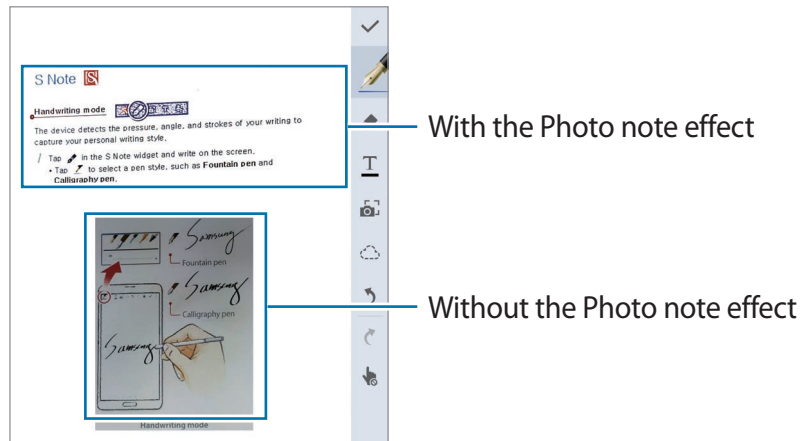 S Note
Handwriting mode
The device detects the pressure, angle, and strokes of your writing to
capture your personal writing style.
1 Tap in the S Note widget and write on the screen.
• Tap to select a pen style, such as Fountain pen and
Calligraphy pen.
With the Photo note effect
T
Samsung
Fountain pen
Samsung
Calligraphy pen
Samsung
Without the Photo note effect
Handwriting mode